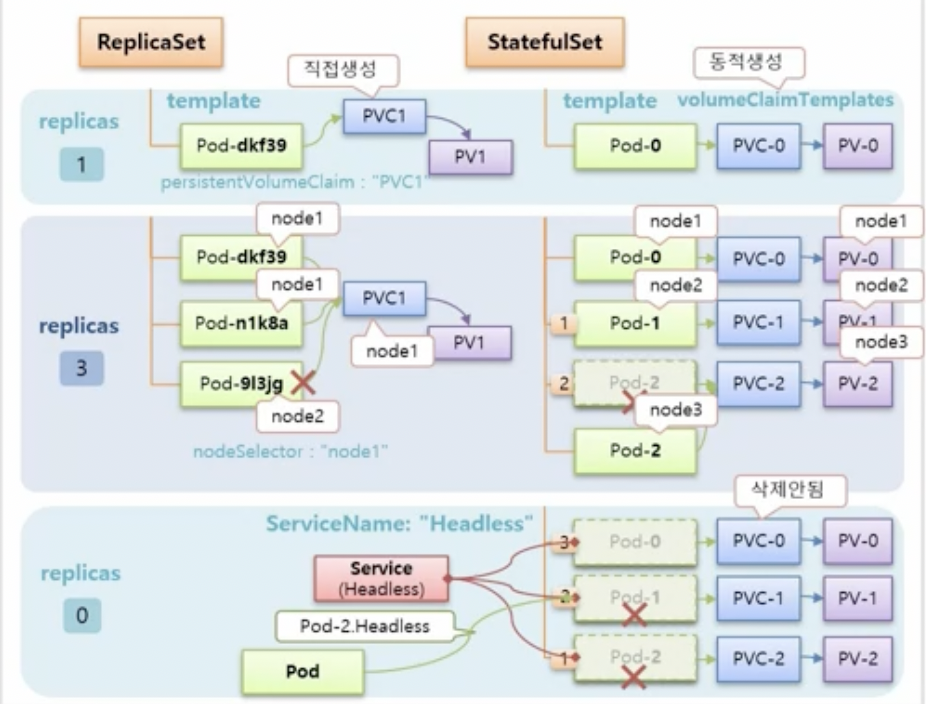 ReplicaSet
StatefulSet
직접생성
동적생성
replicas
1
template
Pod-dkf39
PVC1
PV1
persistentVolumeClaim : "PVC1"
template
volumeClaimTemplates
Pod-0
PVC-0
PV-0
replicas
3
node1
Pod-dkf39
node1
Pod-n1k8a
PVC1
node1
PV1
Pod-9l3jg
node2
nodeSelector : "node1"
node1
node1
Pod-0
PVC-0
PV-0
node2
node2
1
Pod-1
PVC-1
PV-1
node3
2
Pod-2
PVC-2
PV-2
node3
Pod-2
삭제안됨
replicas
0
ServiceName: "Headless"
Service
(Headless)
Pod-2.Headless
Pod
3
Pod-0
PVC-0
PV-0
2
Pod-1
PVC-1
PV-1
1
Pod-2
PVC-2
PV-2